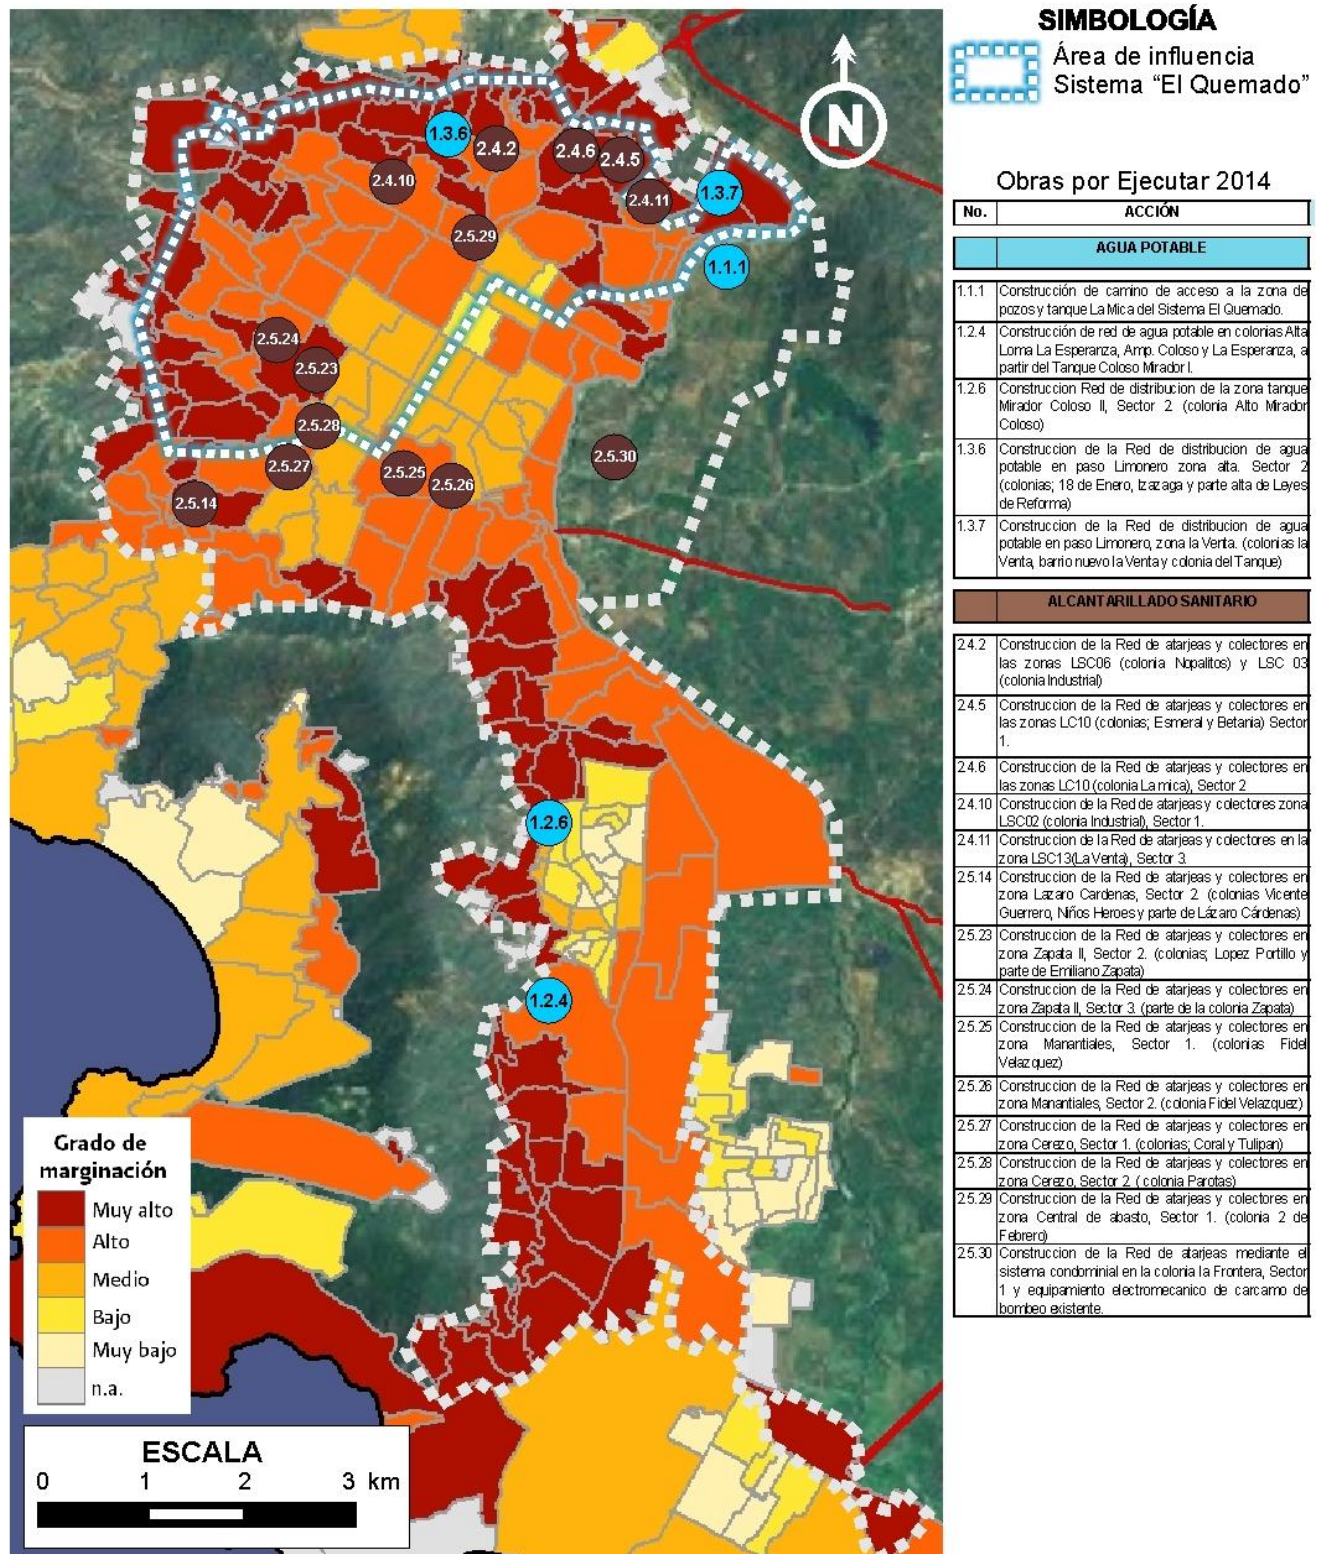 SIMBOLOGÍA
Área de influencia
Sistema “El Quemado”
Obras por Ejecutar 2014
No. ACCIÓN
AGUA POTABLE
1.1.1 Construcción de camino de acceso a la zona de
pozos y tanque La Mica del Sistema El Quemado.
1.2.4 Construcción de red de agua potable en colonias Alta
Loma La Esperanza, Amp. Coloso y La Esperanza, a
partir del Tanque Coloso Mirador I.
1.2.6 Construccion Red de distribucion de la zona tanque
Mirador Coloso II, Sector 2. (colonia Alto Mirador
Coloso)
1.3.6 Construccion de la Red de distribucion de agua
potable en paso Limonero zona alta. Sector 2
(colonias; 18 de Enero, Izazaga y parte alta de Leyes
de Reforma)
1.3.7 Construccion de la Red de distribucion de agua
potable en paso Limonero, zona la Venta. (colonias la
Venta, barrio nuevo la Venta y colonia del Tanque)
ALCANTARILLADO SANITARIO
2.4.2 Construccion de la Red de atarjeas y colectores en
las zonas LSC06 (colonia Nopalitos) y LSC 03
(colonia Industrial)
2.4.5 Construccion de la Red de atarjeas y colectores en
las zonas LC10 (colonias; Esmeral y Betania) Sector
1.
2.4.6 Construccion de la Red de atarjeas y colectores en
las zonas LC10 (colonia La mica), Sector 2
2.4.10 Construccion de la Red de atarjeas y colectores zona
LSC02 (colonia Industrial), Sector 1.
2.4.11 Construccion de la Red de atarjeas y colectores en la
zona LSC13(La Venta), Sector 3.
2.5.14 Construccion de la Red de atarjeas y colectores en
zona Lazaro Cardenas, Sector 2. (colonias Vicente
Guerrero, Niños Heroes y parte de Lázaro Cárdenas)
2.5.23 Construccion de la Red de atarjeas y colectores en
zona Zapata II, Sector 2. (colonias; Lopez Portillo y
parte de Emiliano Zapata)
2.5.24 Construccion de la Red de atarjeas y colectores en
zona Zapata II, Sector 3. (parte de la colonia Zapata)
2.5.25 Construccion de la Red de atarjeas y colectores en
zona Manantiales, Sector 1. (colonias Fidel
Velazquez)
2.5.26 Construccion de la Red de atarjeas y colectores en
zona Manantiales, Sector 2. (colonia Fidel Velazquez)
2.5.27 Construccion de la Red de atarjeas y colectores en
zona Cerezo, Sector 1. (colonias; Coral y Tulipan)
2.5.28 Construccion de la Red de atarjeas y colectores en
zona Cerezo, Sector 2. ( colonia Parotas)
2.5.29 Construccion de la Red de atarjeas y colectores en
zona Central de abasto, Sector 1. (colonia 2 de
Febrero)
2.5.30 Construccion de la Red de atarjeas mediante el
sistema condominial en la colonia la Frontera, Sector
1 y equipamiento electromecanico de carcamo de
bombeo existente.
N
1.3.6
2.4.2
2.4.6
2.4.5
2.4.10
2.4.11
1.3.7
2.5.29
1.1.1
2.5.24
2.5.23
2.5.28
2.5.27
2.5.25
2.5.26
2.5.30
2.5.14
1.2.6
1.2.4
Grado de
marginación
Muy alto
Alto
Medio
Bajo
Muy bajo
n.a.
ESCALA
0 1 2 3 km